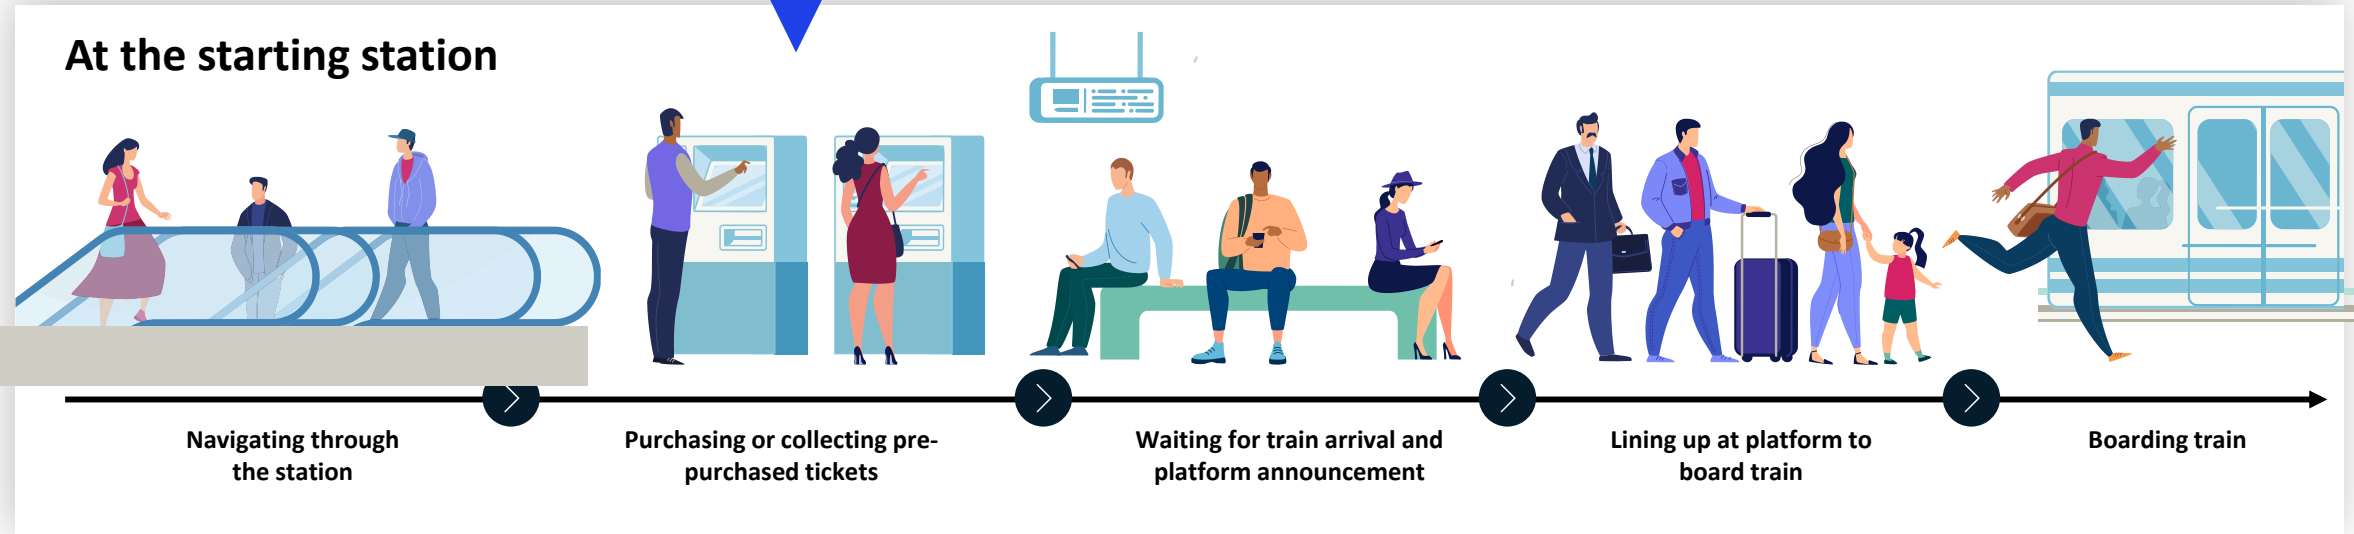 At the starting station
Navigating through
the station
Purchasing or collecting pre-
purchased tickets
Waiting for train arrival and
platform announcement
Lining up at platform to
board train
Boarding train